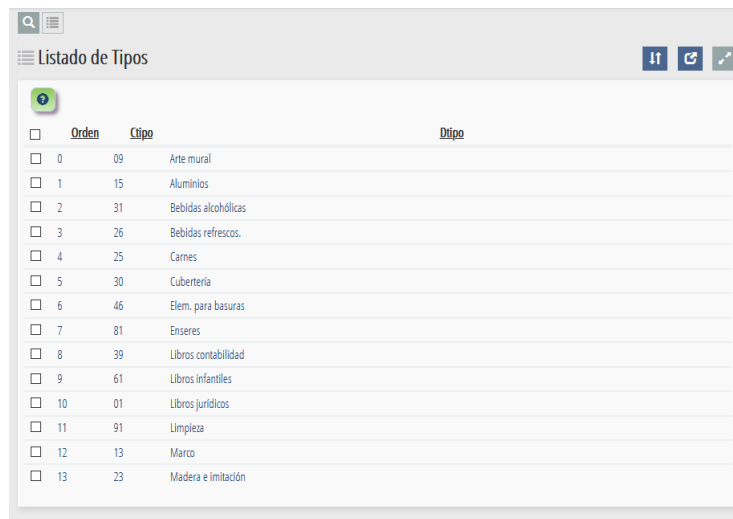 Listado de Tipos
Orden Ctipo Dtipo
0 09 Arte mural
1 15 Aluminios
2 31 Bebidas alcohólicas
3 26 Bebidas refrescos.
4 25 Carnes
5 30 Cubertería
6 46 Elem. para basuras
7 81 Enseres
8 39 Libros contabilidad
9 61 Libros infantiles
10 01 Libros jurídicos
11 91 Limpieza
12 13 Marco
13 23 Madera e imitación